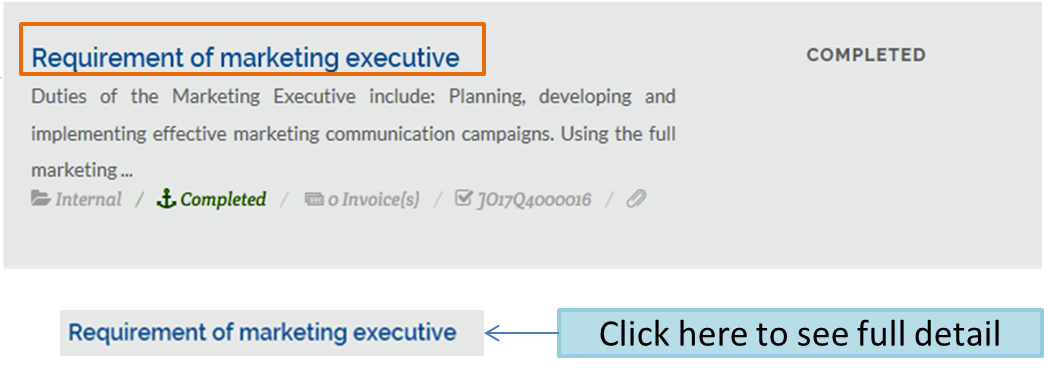 Requirement of marketing executive
COMPLETED
Duties of the Marketing Executive include: Planning, developing and
implementing effective marketing communication campaigns. Using the full
marketing ...
Internal / Completed / 0 Invoice(s) / JO17Q4000016 /
Requirement of marketing executive
Click here to see full detail